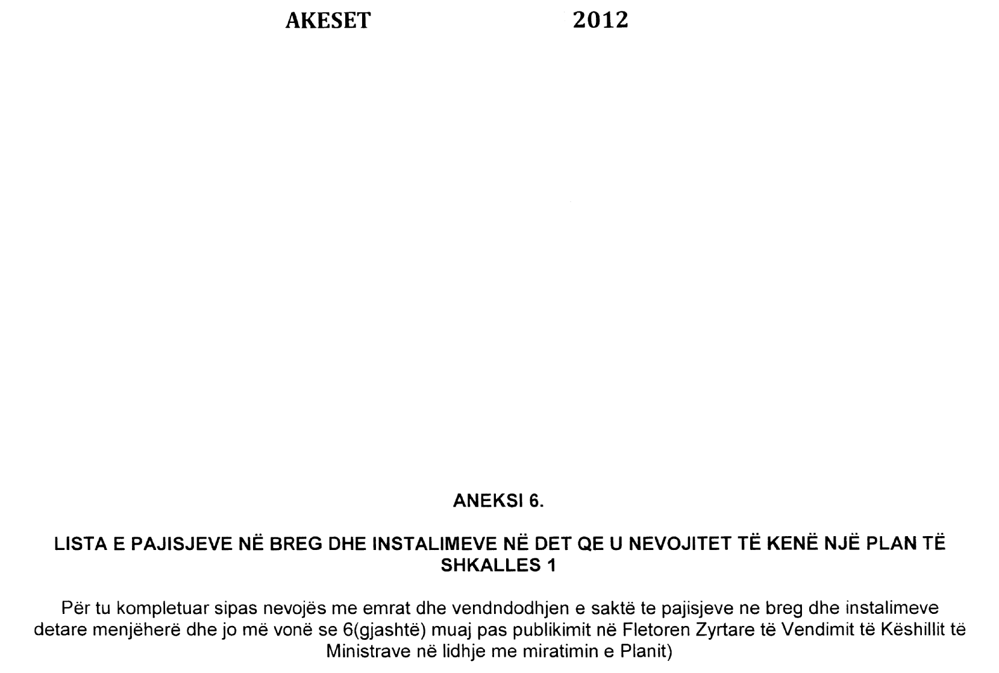 AKESET 2012
ANEKSI 6.
LISTA E PAJISJEVE NË BREG DHE INSTALIMEVE NË DET QE U NEVOJITET TË KENË NJË PLAN TË
SHKALLES 1
Për tu kompletuar sipas nevojës me emrat dhe vendndodhjen e saktë te pajisjeve ne breg dhe instalimeve
detare menjëherë dhe jo më vonë se 6(gjashtë) muaj pas publikimit në Fletoren Zyrtare të Vendimit të Këshillit të
Ministrave në lidhje me miratimin e Planit)